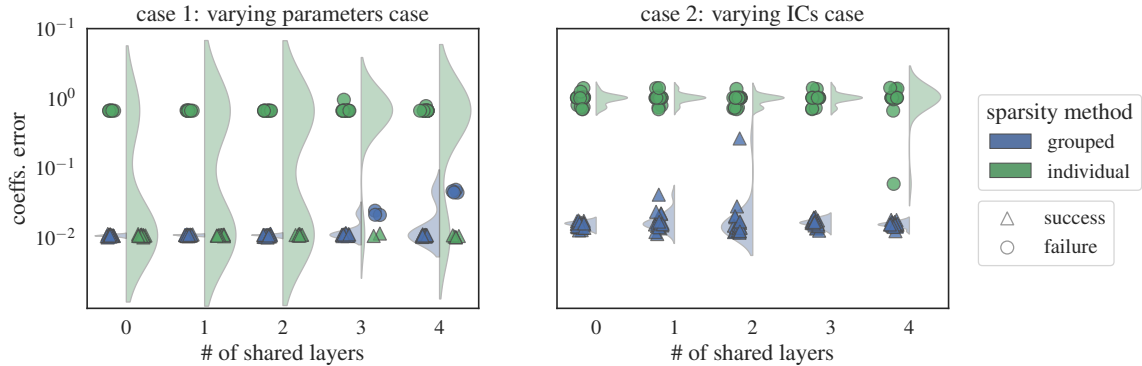 case 1: varying parameters case
case 2: varying ICs case
10⁻¹
10⁰
10⁻¹
10⁻²
coeffs. error
0 1 2 3 4
# of shared layers
0 1 2 3 4
# of shared layers
sparsity method
grouped
individual
success
failure